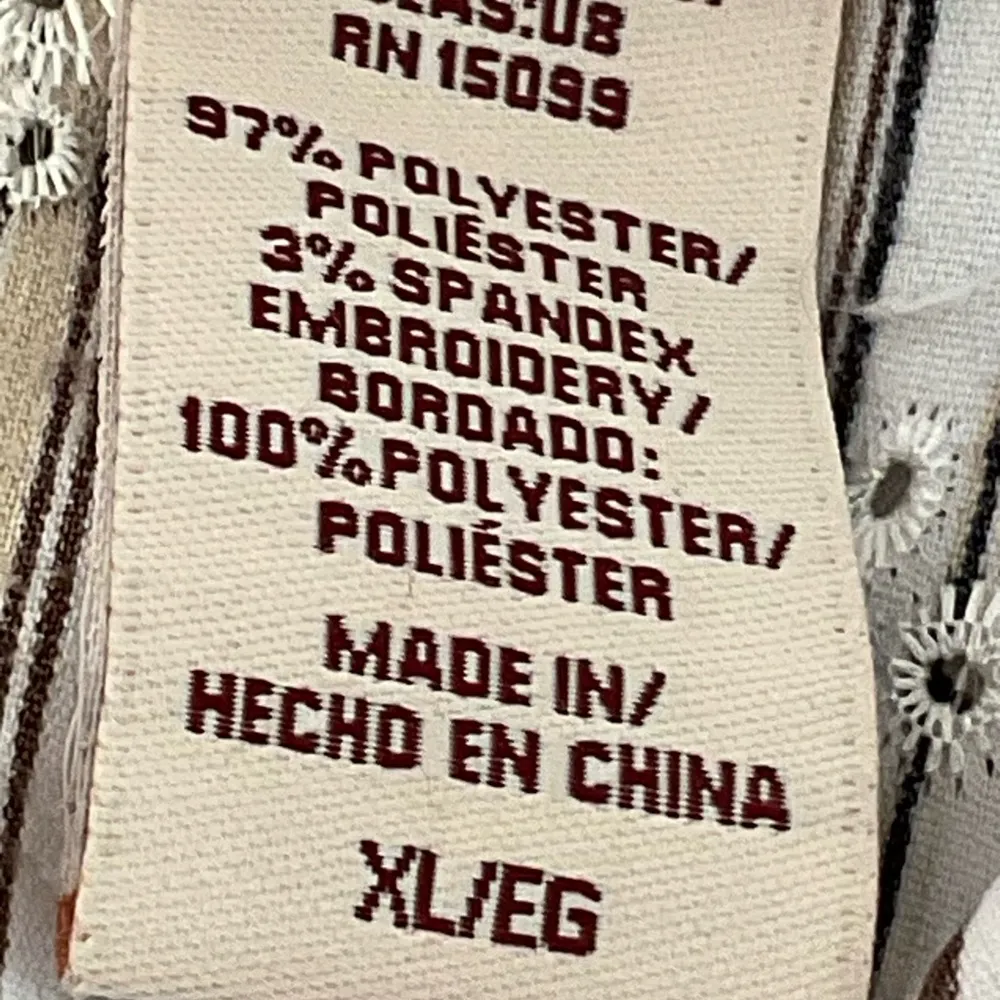 RN 15099
97% POLYESTER/
POLIÉSTER
3% SPANDEX
EMBROIDERY/
BORDADO:
100% POLYESTER/
POLIÉSTER
MADE IN/
HECHO EN CHINA
XL/EG